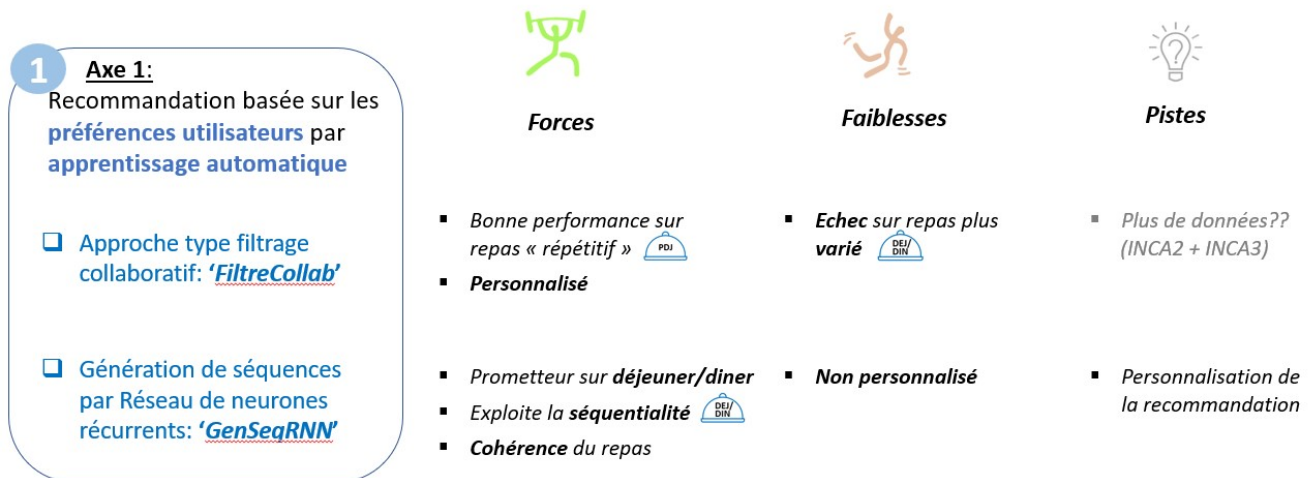 1
Axe 1:
Recommandation basée sur les
préférences utilisateurs par
apprentissage automatique
Forces
Faiblesses
Pistes
Approche type filtrage
collaboratif: ‘FiltreCollab’
Bonne performance sur
repas « répétitif » PDJ
Personnalisé
Echec sur repas plus
varié DEJ/
DIN
Plus de données??
(INCA2 + INCA3)
Génération de séquences
par Réseau de neurones
récurrents: ‘GenSeqRNN’
Prometteur sur déjeuner/diner
Exploite la séquentialité DEJ/
DIN
Cohérence du repas
Non personnalisé
Personnalisation de
la recommandation